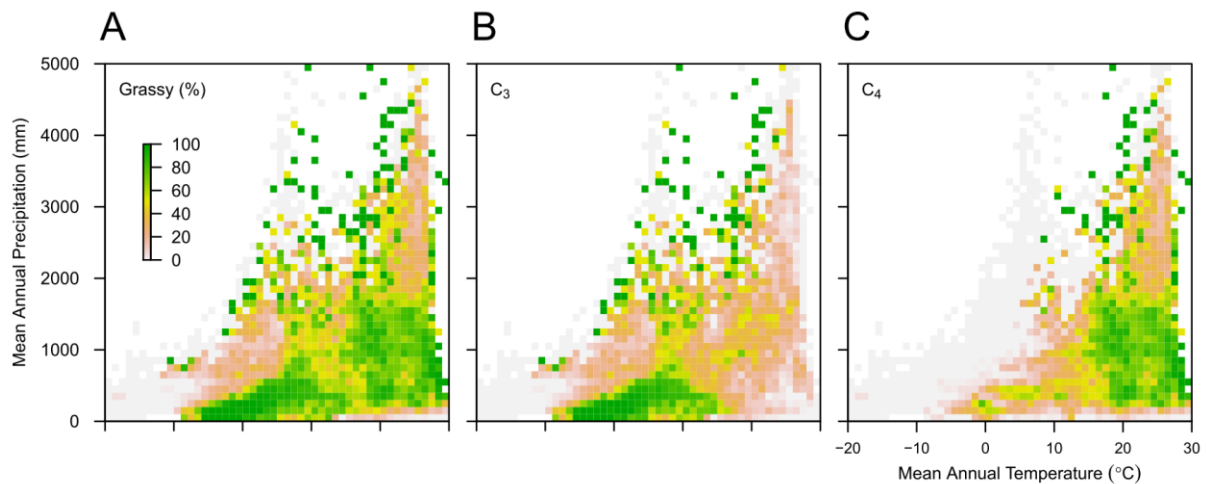 A
B
C
Mean Annual Precipitation (mm)
5000
4000
3000
2000
1000
0
Grassy (%)
100
80
60
40
20
0
C₃
C₄
−20
−10
0
10
20
30
Mean Annual Temperature (°C)